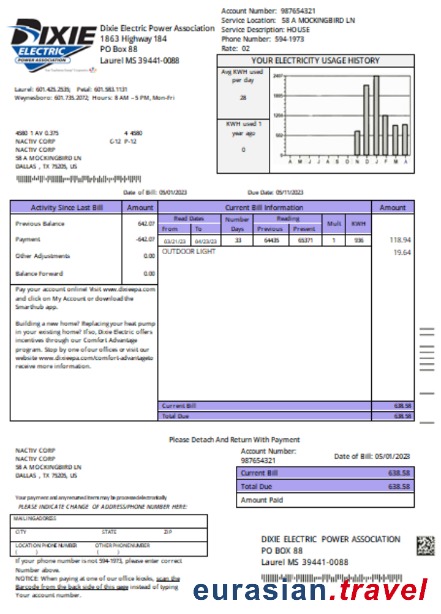 DIXIE
ELECTRIC
POWER ASSOCIATION
Dixie Electric Power Association
1863 Highway 184
PO Box 88
Laurel MS 39441-0088
Account Number: 987654321
Service Location: 58 A MOCKINGBIRD LN
Service Description: HOUSE
Phone Number: 594-1973
Rate: 02
Laurel: 601.425.2535; Petal: 601.583.1131
Waynesboro: 601.735.2072; Hours: 8 AM – 5 PM, Mon-Fri
Avg KWH used per day
28
KWH used 1 year ago
0
YOUR ELECTRICITY USAGE HISTORY
A M J J A S O N D J F M A
4580 1 AV 0.375 4 4580
NACTIV CORP C-12 P-12
NACTIV CORP
58 A MOCKINGBIRD LN
DALLAS , TX 75205, US
Date of Bill: 05/01/2023 Due Date: 05/11/2023
Activity Since Last Bill Amount
Previous Balance 642.07
Payment -642.07
Other Adjustments 0.00
Balance Forward 0.00
Current Bill Information Amount
Read Dates Number Reading
From To Days Previous Present Mult KWH
03/21/23 04/23/23 33 64435 65371 1 936 118.94
OUTDOOR LIGHT 19.64
Pay your account online! Visit www.dixieepa.com
and click on My Account or download the
Smarthub app.
Building a new home? Replacing your heat pump
in your existing home? If so, Dixie Electric offers
incentives through our Comfort Advantage
program. Stop by one of our offices or visit our
website www.dixieepa.com/comfortadvantageto
receive more information.
Current Bill 638.58
Total Due 638.58
Please Detach And Return With Payment
NACTIV CORP
NACTIV CORP
58 A MOCKINGBIRD LN
DALLAS , TX 75205, US
Account Number:
987654321
Date of Bill: 05/01/2023
Current Bill 638.58
Total Due 638.58
Amount Paid
Your payment and any returned items may be processed electronically
PLEASE INDICATE CHANGE OF ADDRESS/PHONE NUMBER HERE:
MAILING ADDRESS
CITY STATE ZIP
LOCATION PHONE NUMBER OTHER PHONE NUMBER
( ) ( )
If your phone number is not 594-1973, please enter correct
Number above.
NOTICE: When paying at one of our office kiosks, scan the
Barcode from the back side of this page instead of typing
Your account number.
DIXIE ELECTRIC POWER ASSOCIATION
PO BOX 88
LAUREL MS 39441-0088
eurasian.travel